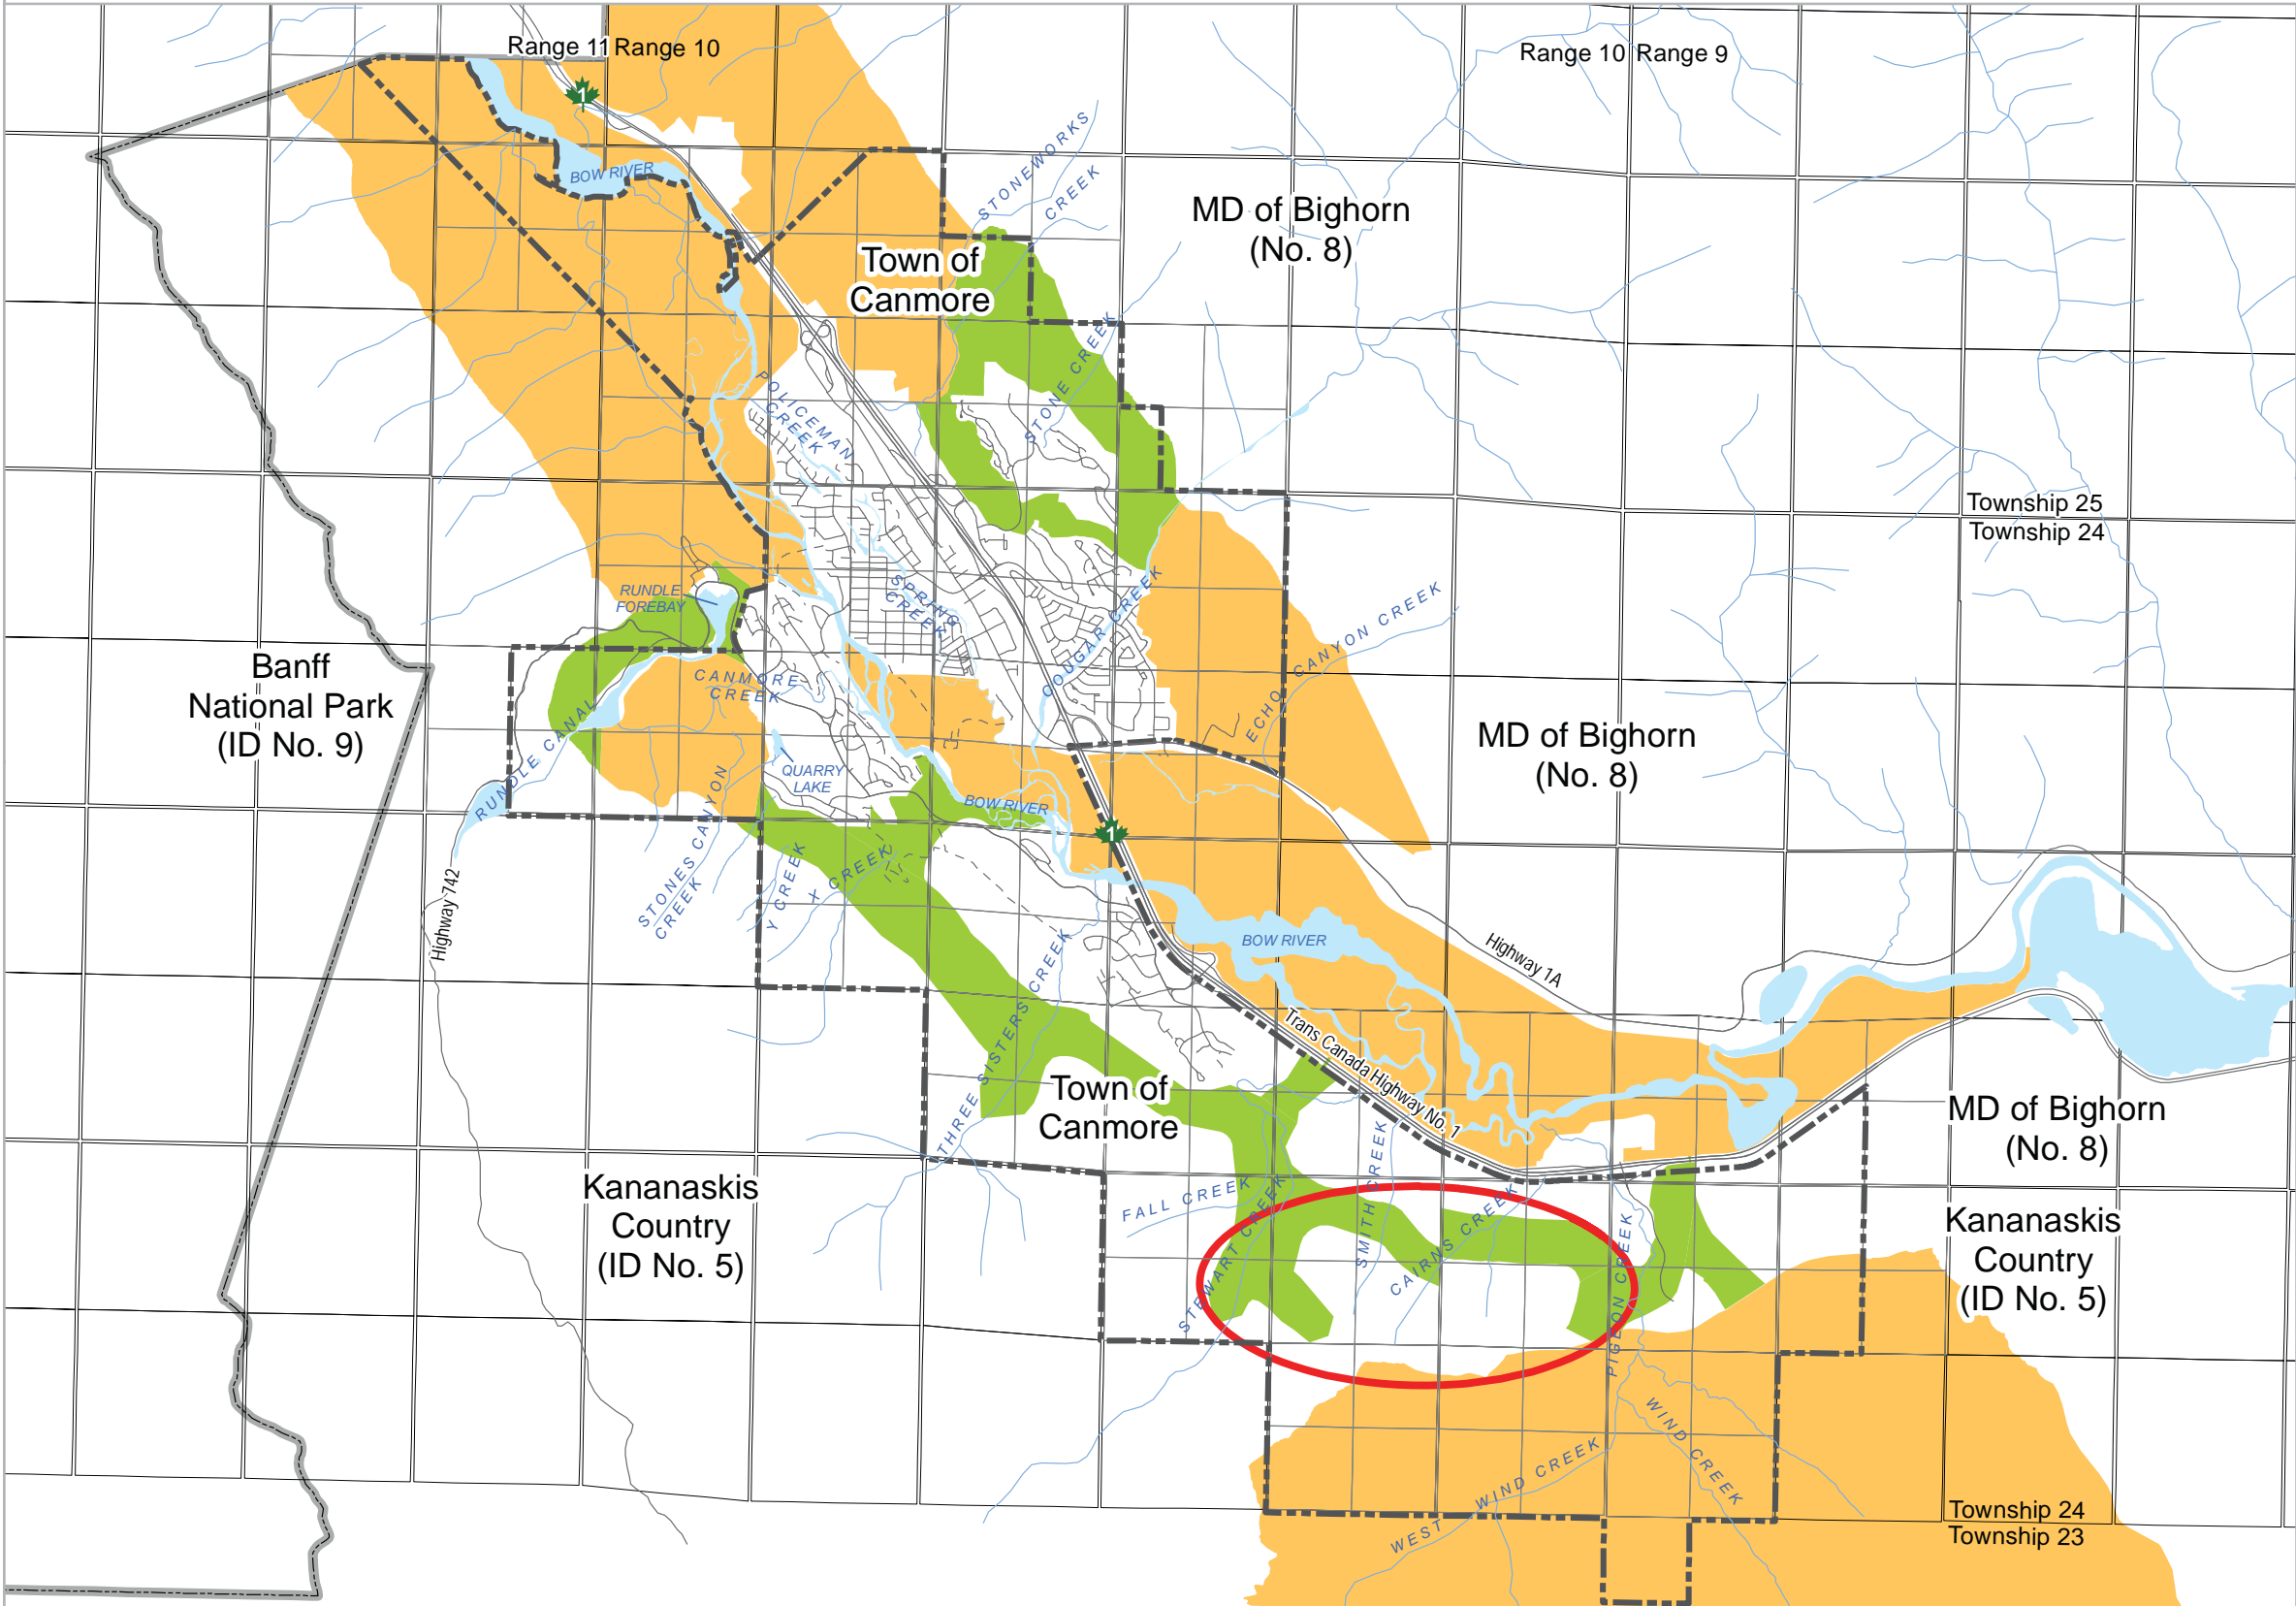 Range 11 Range 10
Range 10 Range 9
1
BOW RIVER
STONEWORKS
CREEK
MD of Bighorn
(No. 8)
Town of
Canmore
STONE CREEK
POLICEMAN
CREEK
Township 25
Township 24
RUNDLE
FOREBAY
SPRING
CREEK
COUGAR CREEK
ECHO CANYON CREEK
Banff
National Park
(ID No. 9)
CANMORE
CREEK
RUNDLE CANAL
QUARRY
LAKE
MD of Bighorn
(No. 8)
BOW RIVER
1
STONES CANYON
CREEK
Y CREEK
X CREEK
Highway 742
BOW RIVER
Highway 1A
THREE SISTERS CREEK
Trans Canada Highway No. 1
Town of
Canmore
MD of Bighorn
(No. 8)
Kananaskis
Country
(ID No. 5)
FALL CREEK
STEWART CREEK
SMITH CREEK
CAIRNS CREEK
PIGEON CREEK
Kananaskis
Country
(ID No. 5)
WIND CREEK
WEST WIND CREEK
Township 24
Township 23